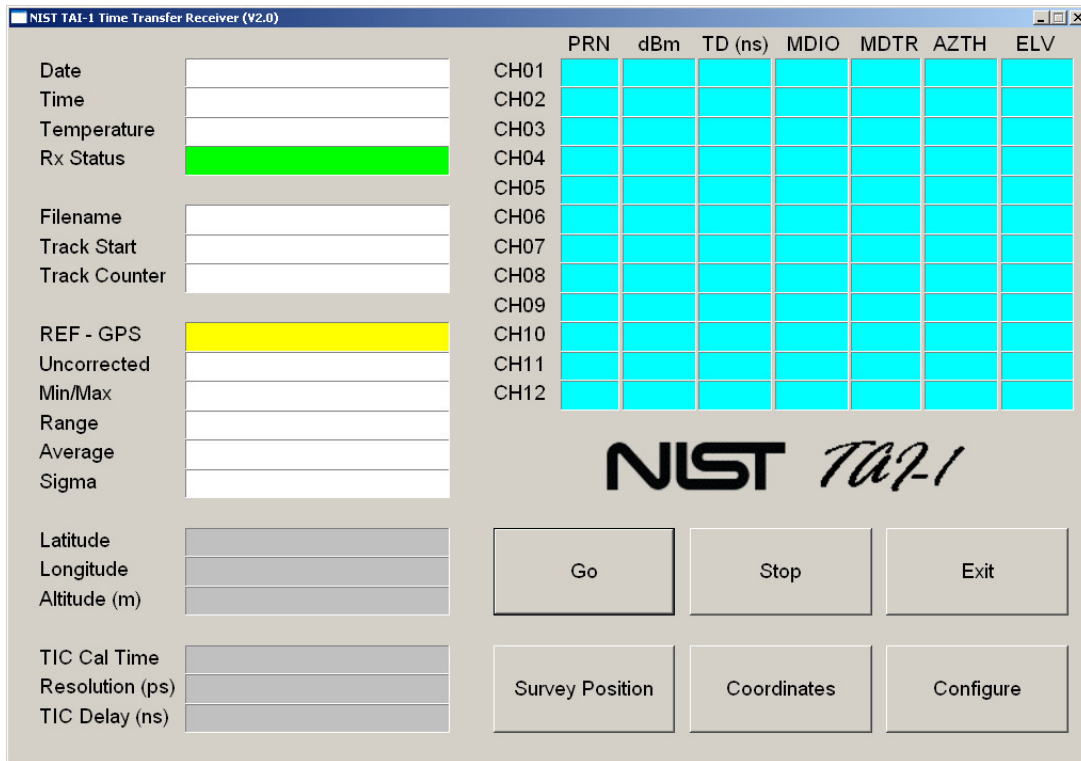 NIST TAI-1 Time Transfer Receiver (V2.0)
PRN dBm TD (ns) MDIO MDTR AZTH ELV
Date
Time
Temperature
Rx Status
Filename
Track Start
Track Counter
REF - GPS
Uncorrected
Min/Max
Range
Average
Sigma
Latitude
Longitude
Altitude (m)
TIC Cal Time
Resolution (ps)
TIC Delay (ns)
CH01
CH02
CH03
CH04
CH05
CH06
CH07
CH08
CH09
CH10
CH11
CH12
NIST TAI-1
Go Stop Exit
Survey Position Coordinates Configure